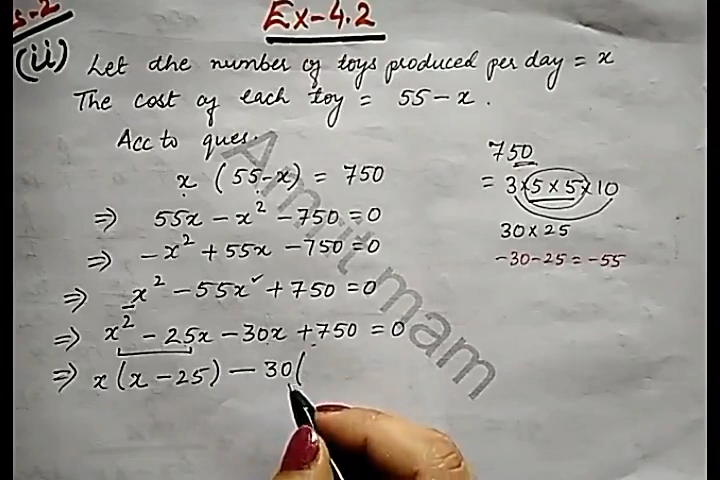 s-2
Ex-4.2
(ii) Let the number of toys produced per day = x
The cost of each toy = 55 - x.
Acc to ques.
x (55-x) = 750
⇒ 55x - x² - 750 = 0
⇒ -x² + 55x - 750 = 0
⇒ x² - 55x + 750 = 0
⇒ x² - 25x - 30x + 750 = 0
⇒ x (x - 25) - 30 (
750
= 3×5×5×10
30×25
-30-25 = -55
Armit mam